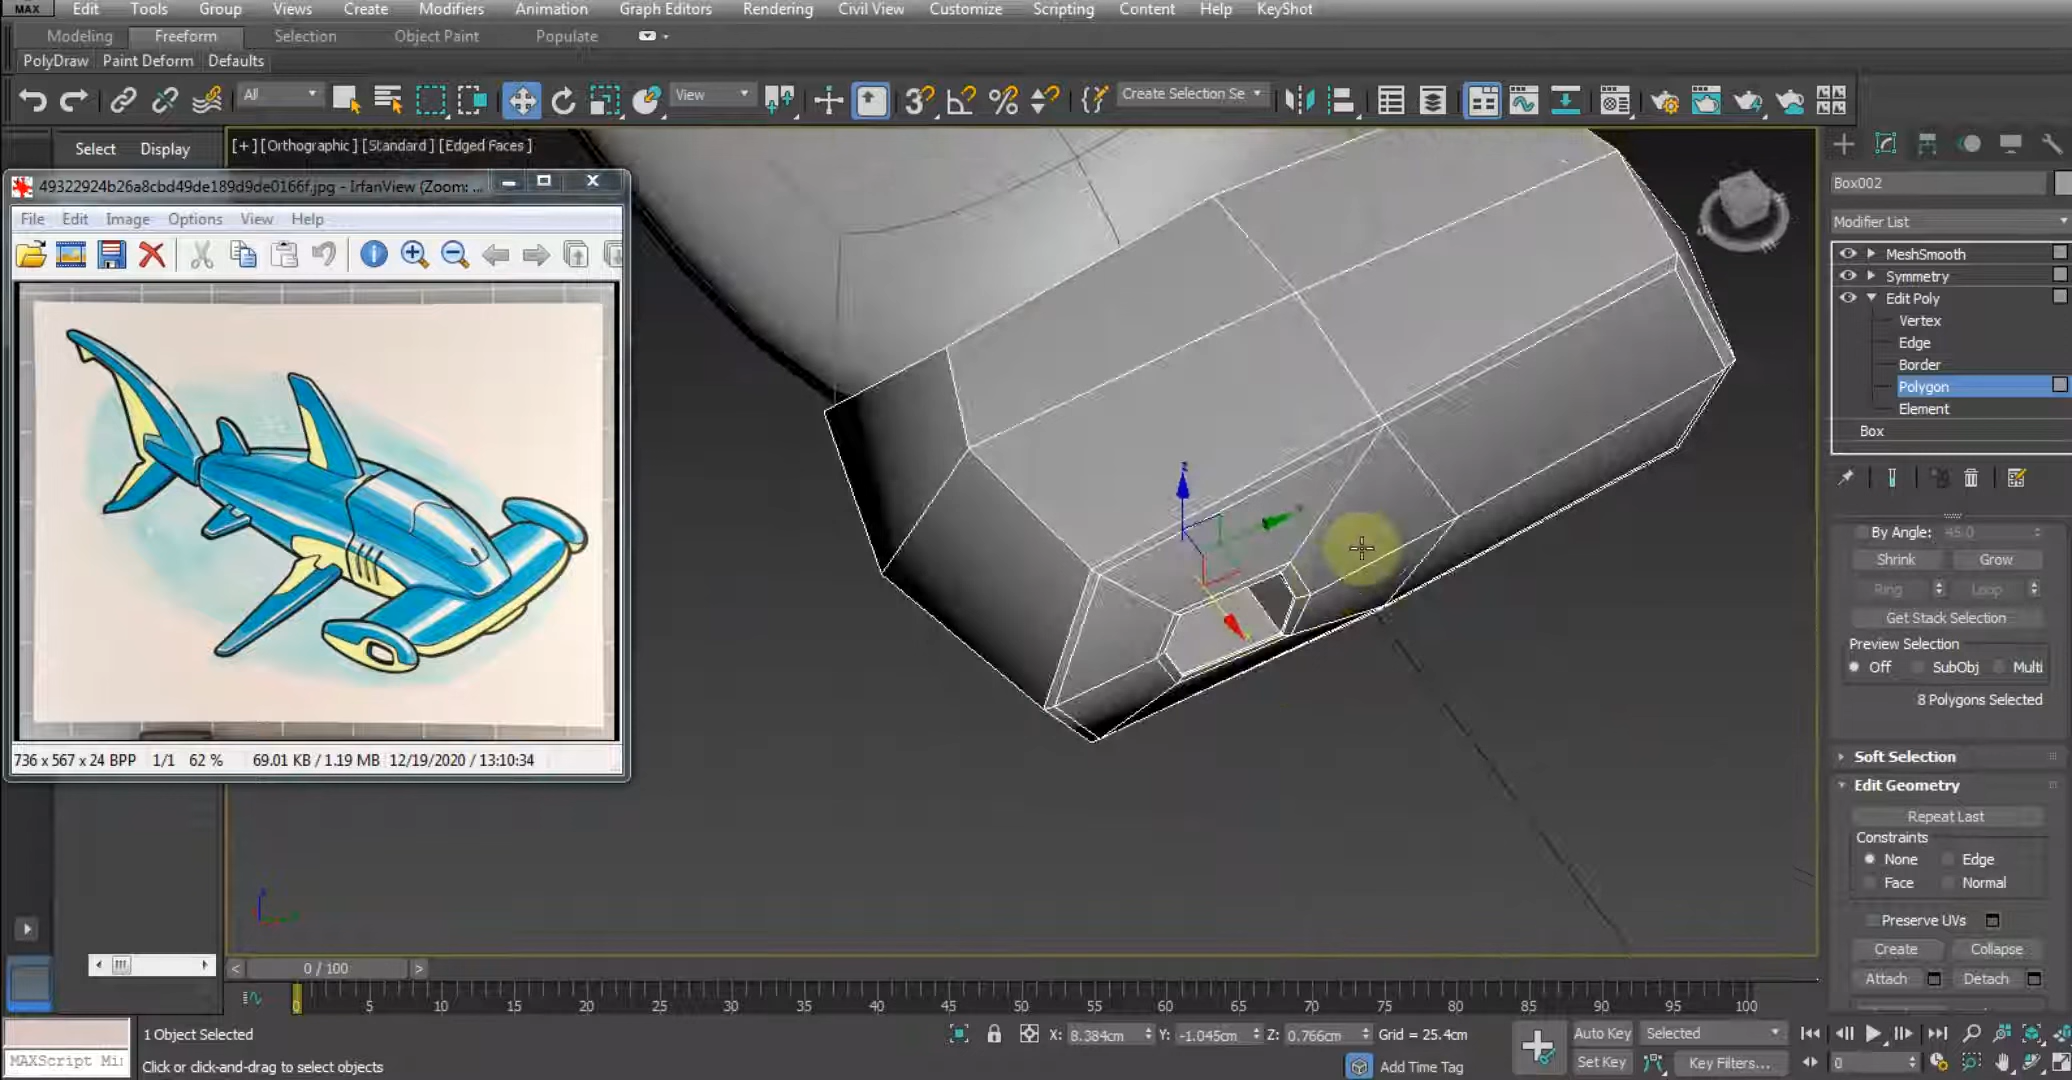 MAX
Edit Tools Group Views Create Modifiers Animation Graph Editors Rendering Civil View Customize Scripting Content Help KeyShot
Modeling Freeform Selection Object Paint Populate
PolyDraw Paint Deform Defaults
All View Create Selection Se
Select Display
[+] [Orthographic] [Standard] [Edged Faces]
49322924b26a8cbd49de189d9de0166f.jpg - IrfanView (Zoom: ...
File Edit Image Options View Help
736 x 567 x 24 BPP 1/1 62 % 69.01 KB / 1.19 MB 12/19/2020 / 13:10:34
z
Box002
Modifier List
MeshSmooth
Symmetry
Edit Poly
Vertex
Edge
Border
Polygon
Element
Box
By Angle: 45.0
Shrink Grow
Ring Loop
Get Stack Selection
Preview Selection
Off SubObj Multi
8 Polygons Selected
Soft Selection
Edit Geometry
Repeat Last
Constraints
None Edge
Face Normal
Preserve UVs
Create Collapse
Attach Detach
< 0 / 100 >
0 5 10 15 20 25 30 35 40 45 50 55 60 65 70 75 80 85 90 95 100
1 Object Selected X: 8.384cm Y: -1.045cm Z: 0.766cm Grid = 25.4cm Auto Key Selected
MAXScript Mi
Click or click-and-drag to select objects Add Time Tag Set Key Key Filters... 0